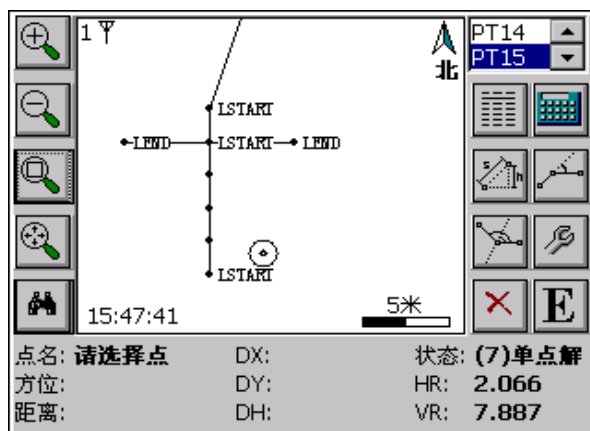 1
北
PT14
PT15
LSTART
LEND
LSTART
LEND
LSTART
15:47:41
5米
E
点名: 请选择点
DX:
状态: (7)单点解
方位:
DY:
HR: 2.066
距离:
DH:
VR: 7.887